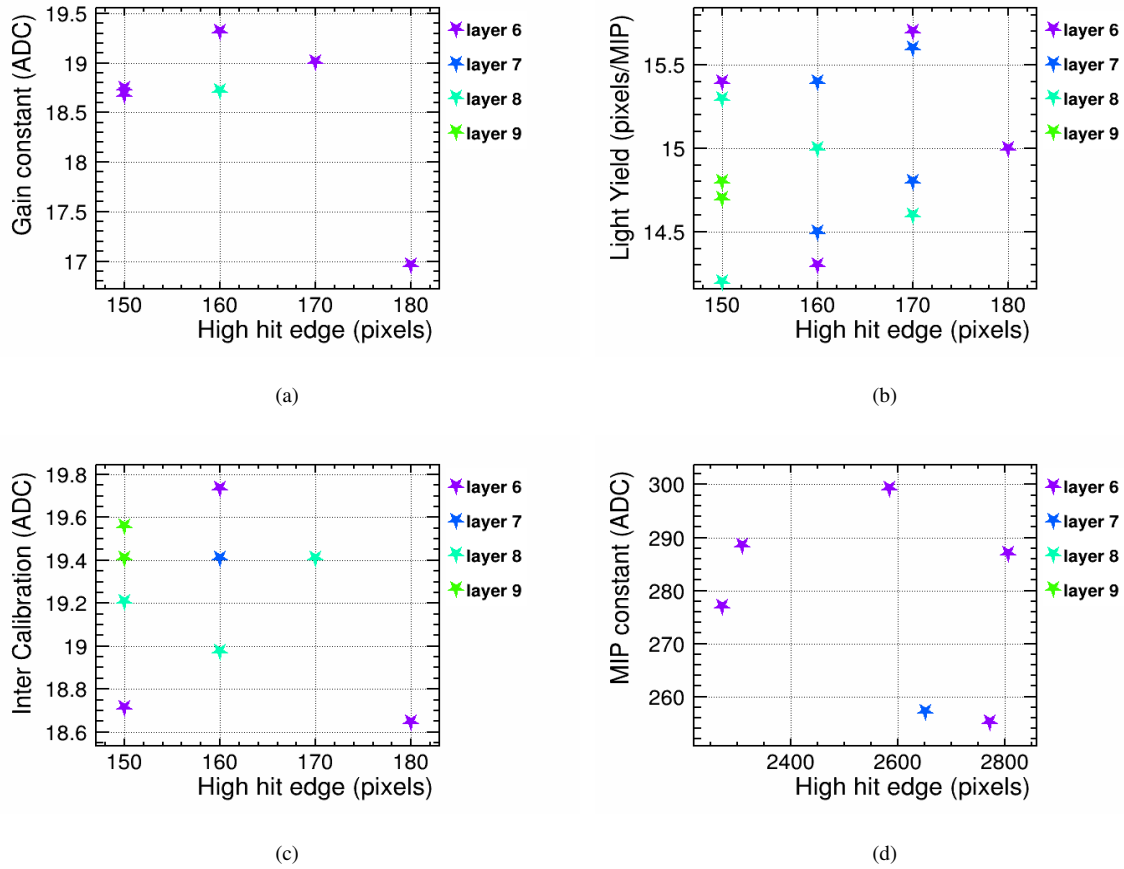 Gain constant (ADC)
19.5
19
18.5
18
17.5
17
150 160 170 180
High hit edge (pixels)
layer 6
layer 7
layer 8
layer 9
(a)
Light Yield (pixels/MIP)
15.5
15
14.5
150 160 170 180
High hit edge (pixels)
layer 6
layer 7
layer 8
layer 9
(b)
Inter Calibration (ADC)
19.8
19.6
19.4
19.2
19
18.8
18.6
150 160 170 180
High hit edge (pixels)
layer 6
layer 7
layer 8
layer 9
(c)
MIP constant (ADC)
300
290
280
270
260
2400 2600 2800
High hit edge (pixels)
layer 6
layer 7
layer 8
layer 9
(d)